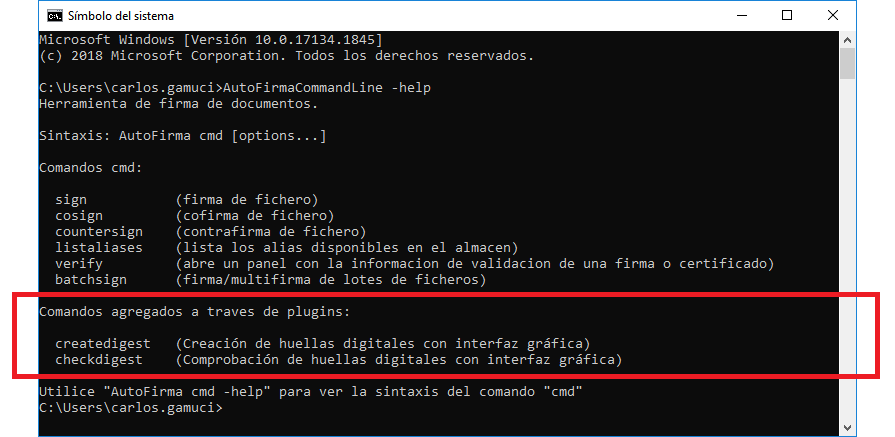 Símbolo del sistema
Microsoft Windows [Versión 10.0.17134.1845]
(c) 2018 Microsoft Corporation. Todos los derechos reservados.
C:\Users\carlos.gamuci>AutoFirmaCommandLine -help
Herramienta de firma de documentos.
Sintaxis: AutoFirma cmd [options...]
Comandos cmd:
sign (firma de fichero)
cosign (cofirma de fichero)
countersign (contrafirma de fichero)
listaliases (lista los alias disponibles en el almacen)
verify (abre un panel con la informacion de validacion de una firma o certificado)
batchsign (firma/multifirma de lotes de ficheros)
Comandos agregados a traves de plugins:
createdigest (Creación de huellas digitales con interfaz gráfica)
checkdigest (Comprobación de huellas digitales con interfaz gráfica)
Utilice "AutoFirma cmd -help" para ver la sintaxis del comando "cmd"
C:\Users\carlos.gamuci>